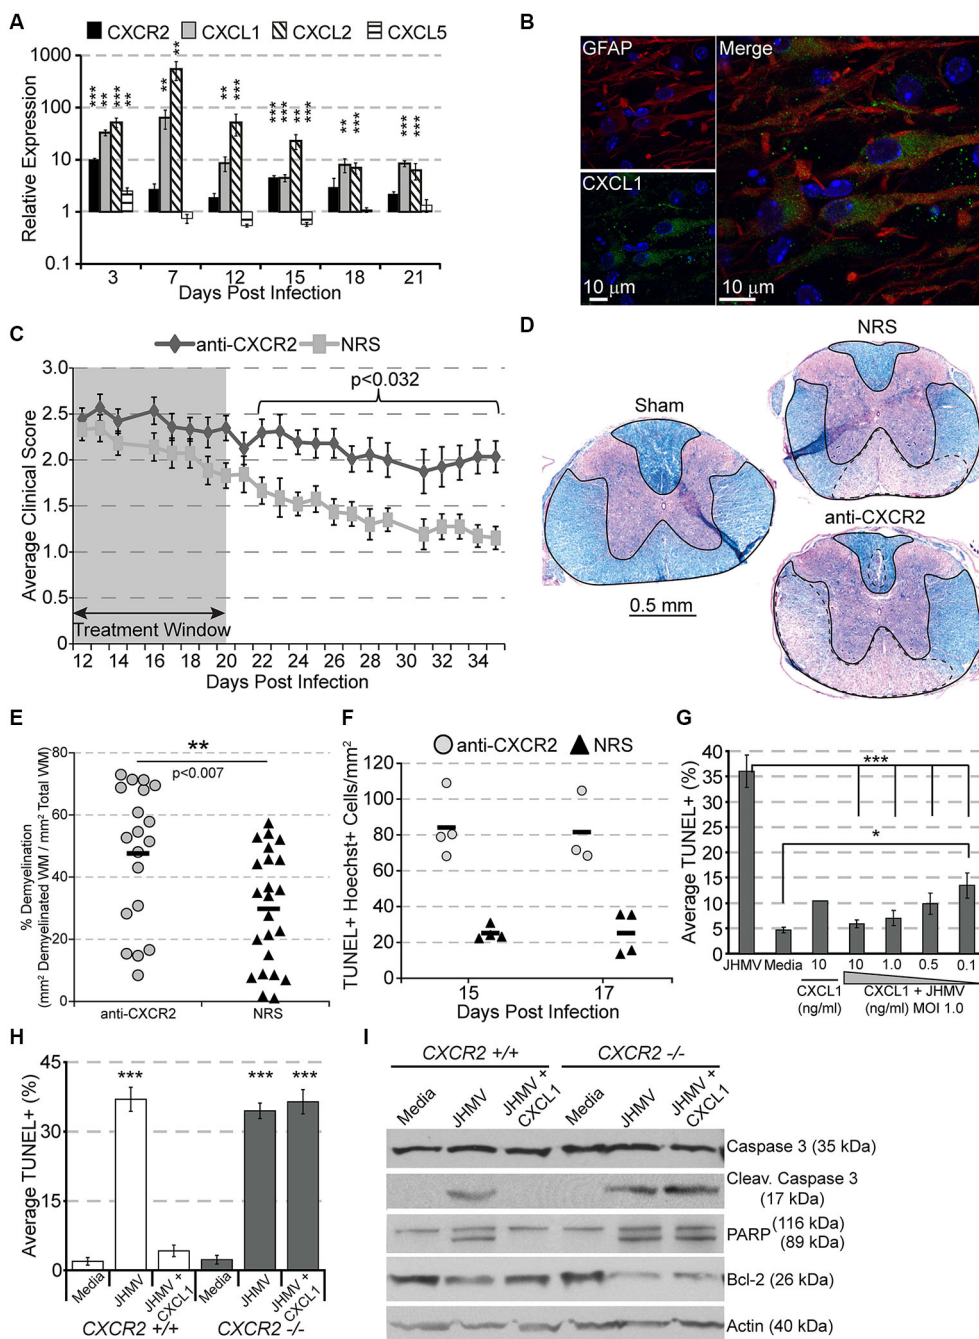 A
CXCR2 CXCL1 CXCL2 CXCL5
1000
100
10
1
0.1
Relative Expression
*** ** *** **
** **
** ***
*** *** ** ***
** ***
*** ***
3 7 12 15 18 21
Days Post Infection
B
GFAP
Merge
CXCL1
10 µm
10 µm
C
anti-CXCR2 NRS
3.0
2.5
2.0
1.5
1.0
0.5
0
Average Clinical Score
p<0.032
Treatment Window
12 14 16 18 20 22 24 26 28 30 32 34
Days Post Infection
D
NRS
Sham
anti-CXCR2
0.5 mm
E
80
60
40
20
0
% Demyelination
(mm² Demyelinated WM / mm² Total WM)
**
p<0.007
anti-CXCR2 NRS
F
anti-CXCR2 NRS
120
100
80
60
40
20
0
TUNEL+ Hoechst+ Cells/mm²
15 17
Days Post Infection
G
40
35
30
25
20
15
10
5
0
Average TUNEL+ (%)
***
*
JHMV Media 10 10 1.0 0.5 0.1
CXCL1
(ng/ml)
CXCL1 + JHMV
(ng/ml) MOI 1.0
H
45
30
15
0
Average TUNEL+ (%)
*** *** ***
Media
JHMV
JHMV +
CXCL1
Media
JHMV
JHMV +
CXCL1
CXCR2 +/+ CXCR2 -/-
I
CXCR2 +/+ CXCR2 -/-
Media
JHMV
JHMV +
CXCL1
Media
JHMV
JHMV +
CXCL1
Caspase 3 (35 kDa)
Cleav. Caspase 3
(17 kDa)
PARP (116 kDa)
(89 kDa)
Bcl-2 (26 kDa)
Actin (40 kDa)